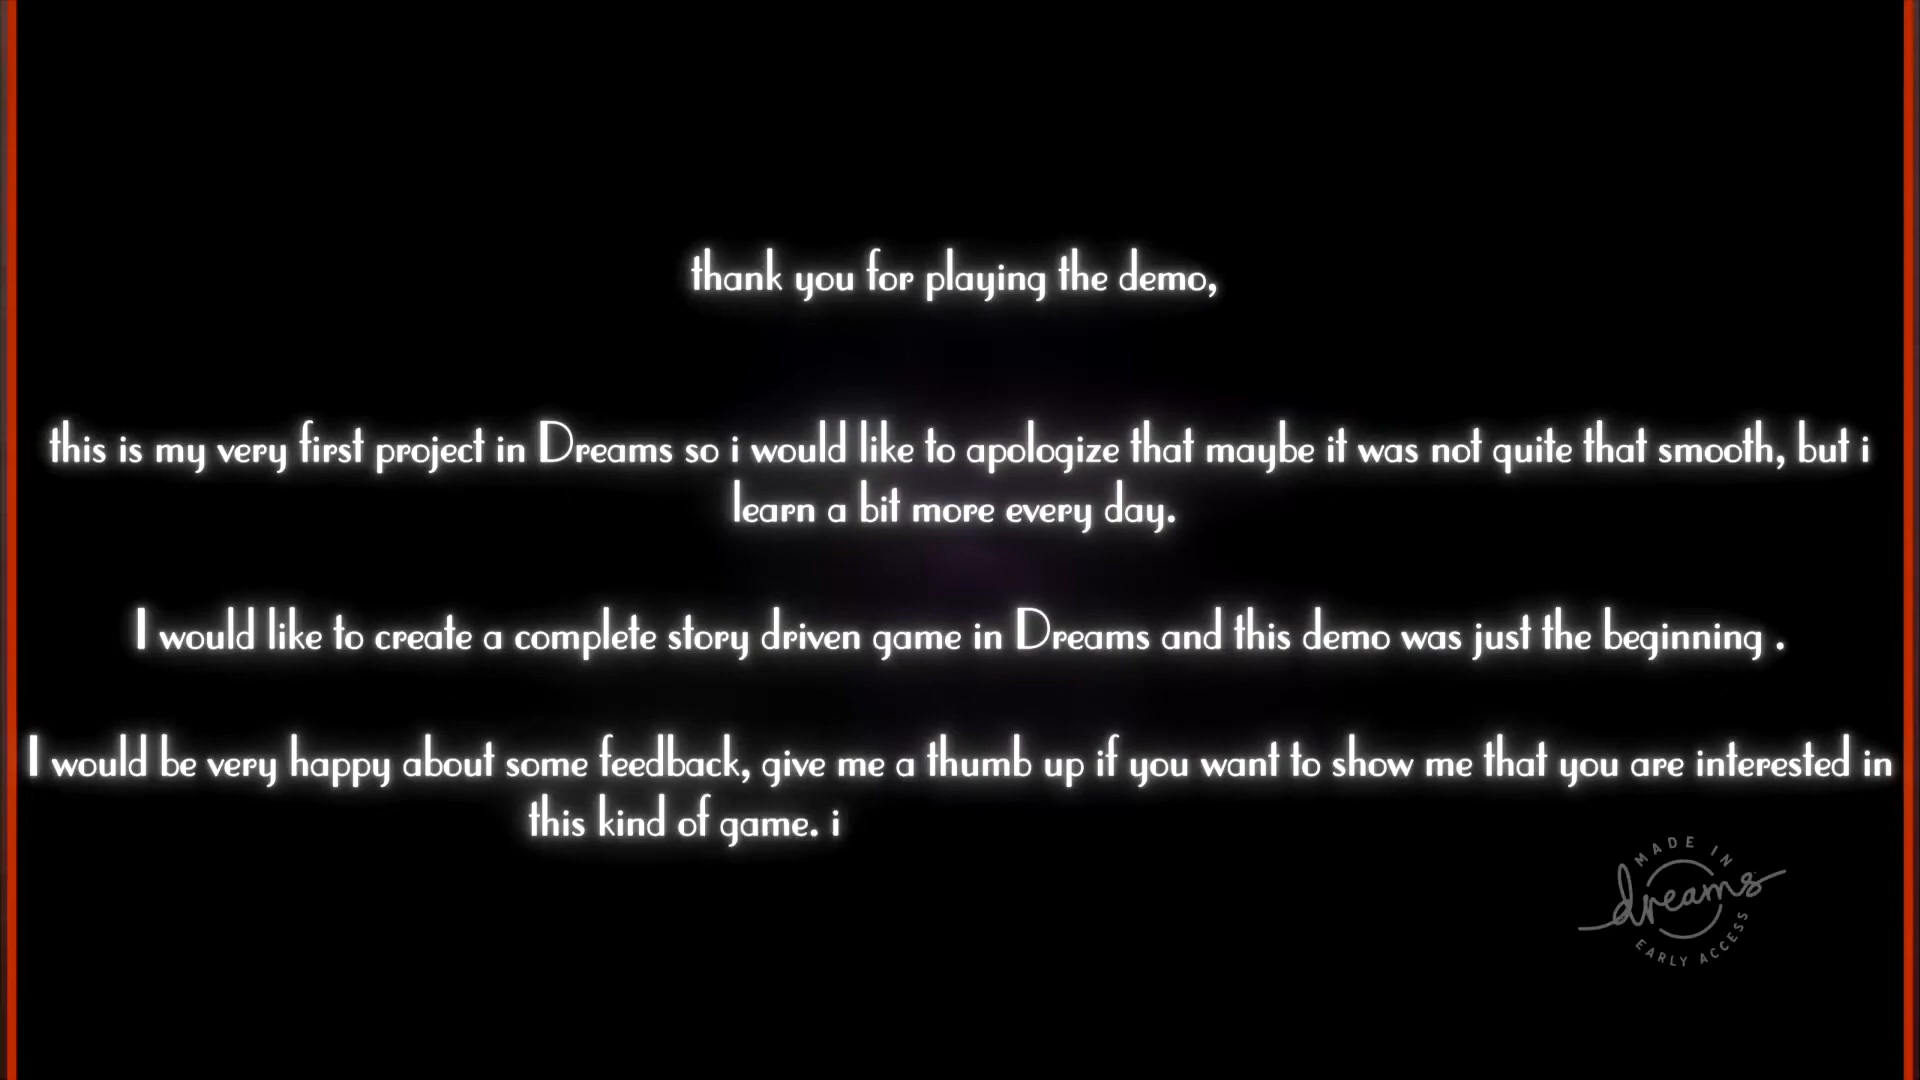 thank you for playing the demo,
this is my very first project in Dreams so i would like to apologize that maybe it was not quite that smooth, but i
learn a bit more every day.
I would like to create a complete story driven game in Dreams and this demo was just the beginning .
I would be very happy about some feedback, give me a thumb up if you want to show me that you are interested in
this kind of game. i
MADE IN
dreams
EARLY ACCESS